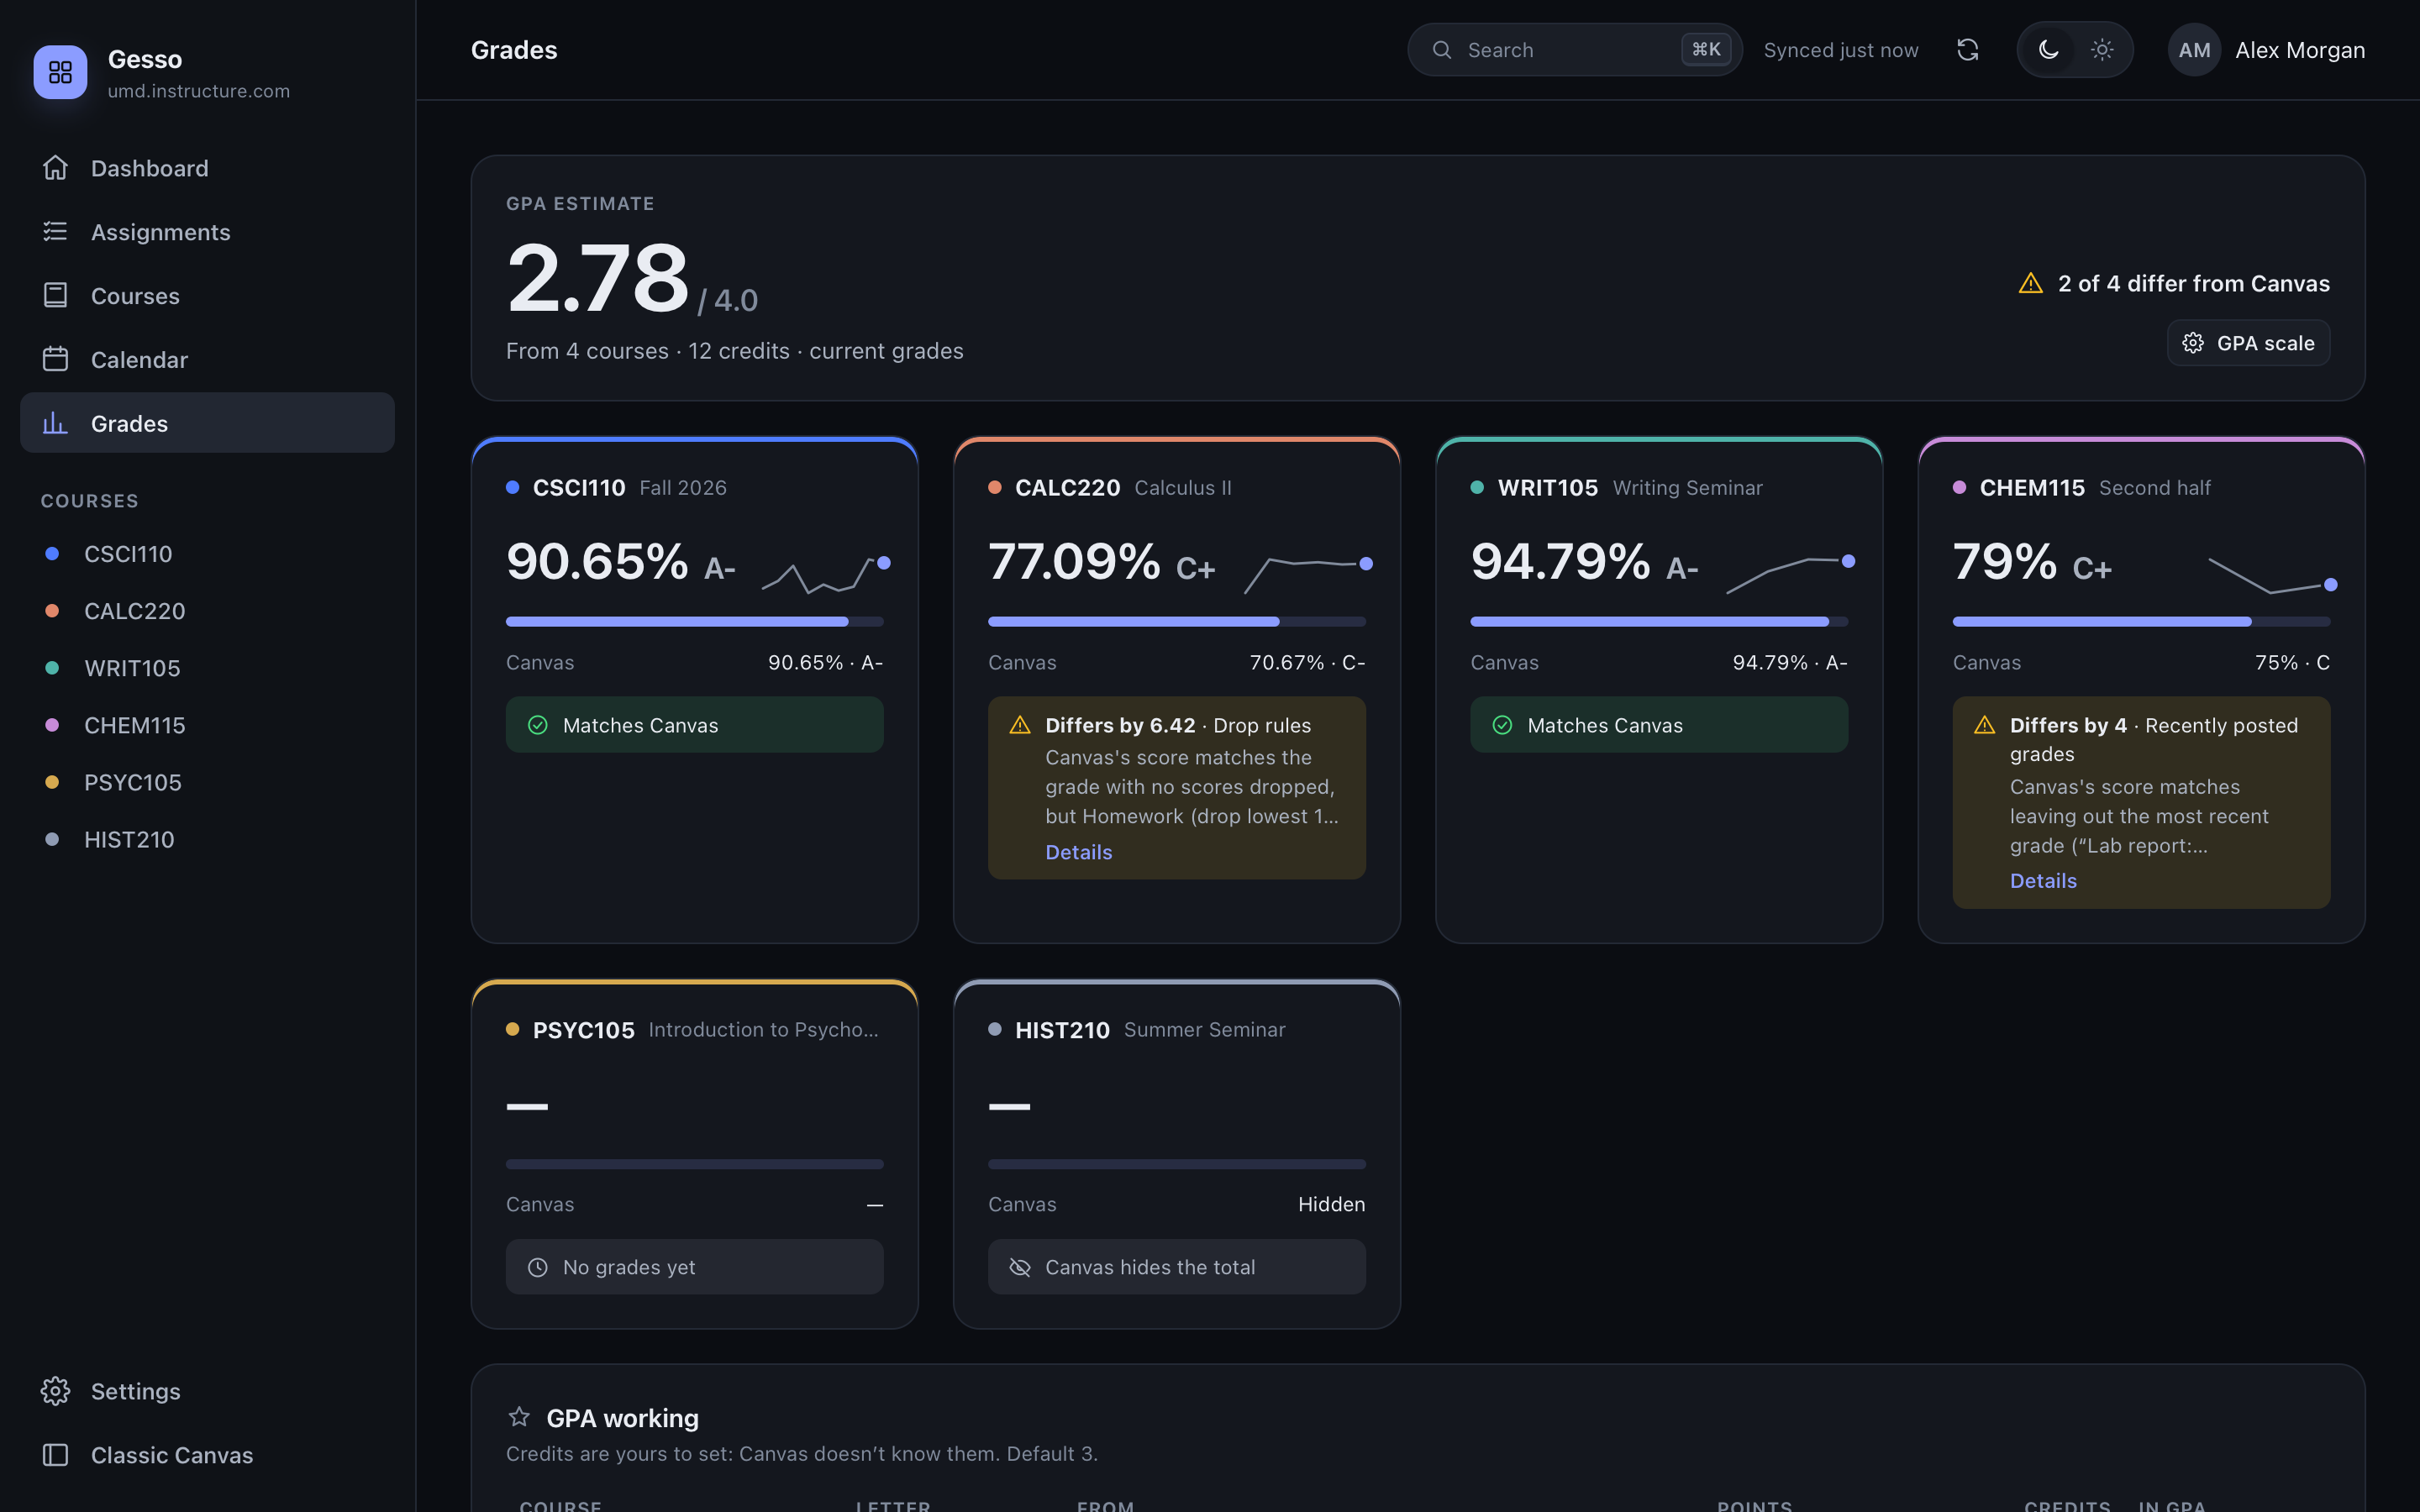 Gesso
umd.instructure.com
Dashboard
Assignments
Courses
Calendar
Grades
COURSES
CSCI110
CALC220
WRIT105
CHEM115
PSYC105
HIST210
Settings
Classic Canvas
Grades
Search
⌘K
Synced just now
AM
Alex Morgan
GPA ESTIMATE
2.78 / 4.0
From 4 courses · 12 credits · current grades
2 of 4 differ from Canvas
GPA scale
CSCI110 Fall 2026
90.65% A-
Canvas 90.65% · A-
Matches Canvas
CALC220 Calculus II
77.09% C+
Canvas 70.67% · C-
Differs by 6.42 · Drop rules
Canvas's score matches the
grade with no scores dropped,
but Homework (drop lowest 1...
Details
WRIT105 Writing Seminar
94.79% A-
Canvas 94.79% · A-
Matches Canvas
CHEM115 Second half
79% C+
Canvas 75% · C
Differs by 4 · Recently posted
grades
Canvas's score matches
leaving out the most recent
grade (“Lab report:...
Details
PSYC105 Introduction to Psycho...
—
Canvas —
No grades yet
HIST210 Summer Seminar
—
Canvas Hidden
Canvas hides the total
GPA working
Credits are yours to set: Canvas doesn’t know them. Default 3.
COURSE LETTER FROM POINTS CREDITS IN GPA